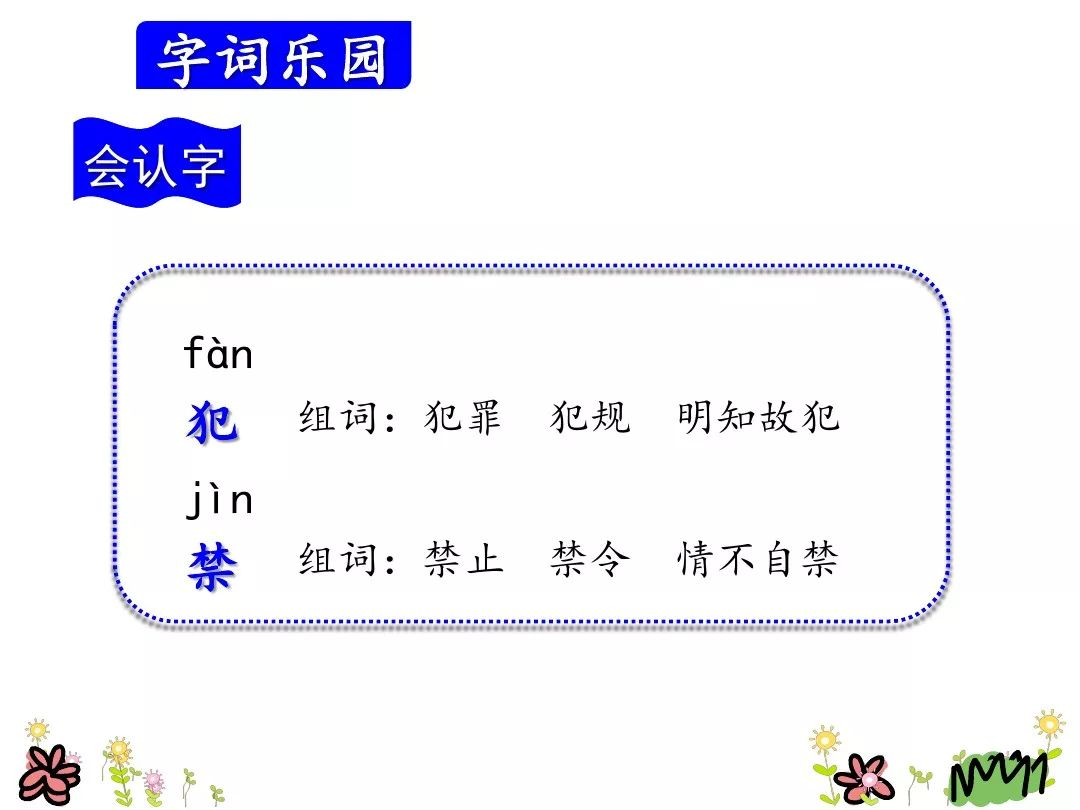 字词乐园
会认字
fàn
犯 组词：犯罪 犯规 明知故犯
jìn
禁 组词：禁止 禁令 情不自禁